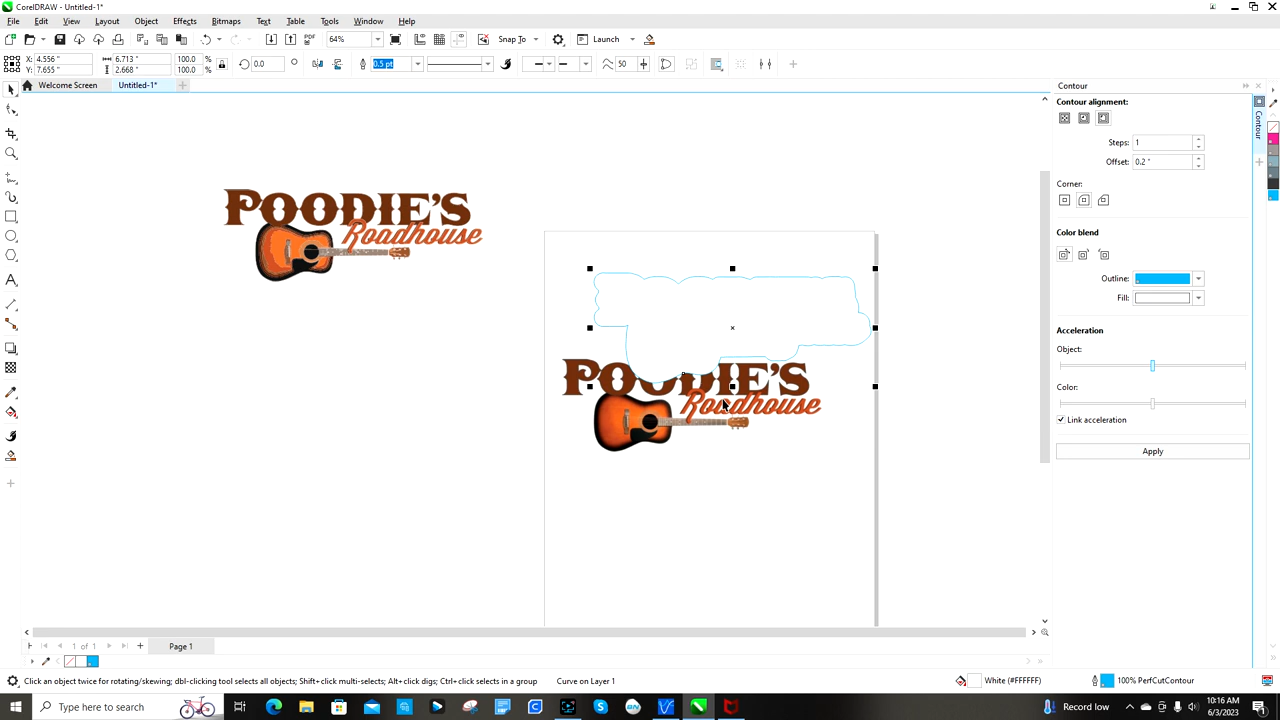 CorelDRAW - Untitled-1*
File Edit View Layout Object Effects Bitmaps Text Table Tools Window Help
PDF 64% Snap To Launch
X: 4.556 " 6.713 " 100.0 % 0.0 ° 0.5 pt 50
Y: 7.655 " 2.668 " 100.0 %
Welcome Screen Untitled-1*
Contour
Contour alignment:
Steps: 1
Offset: 0.2 "
Corner:
Color blend
Outline:
Fill:
Acceleration
Object:
Color:
Link acceleration
Apply
Contour
POODIE'S
Roadhouse
POODIE'S
Roadhouse
1 of 1 Page 1
Click an object twice for rotating/skewing; dbl-clicking tool selects all objects; Shift+click multi-selects; Alt+click digs; Ctrl+click selects in a group Curve on Layer 1 White (#FFFFFF) 100% PerfCutContour
Type here to search
Record low
10:16 AM
6/3/2023